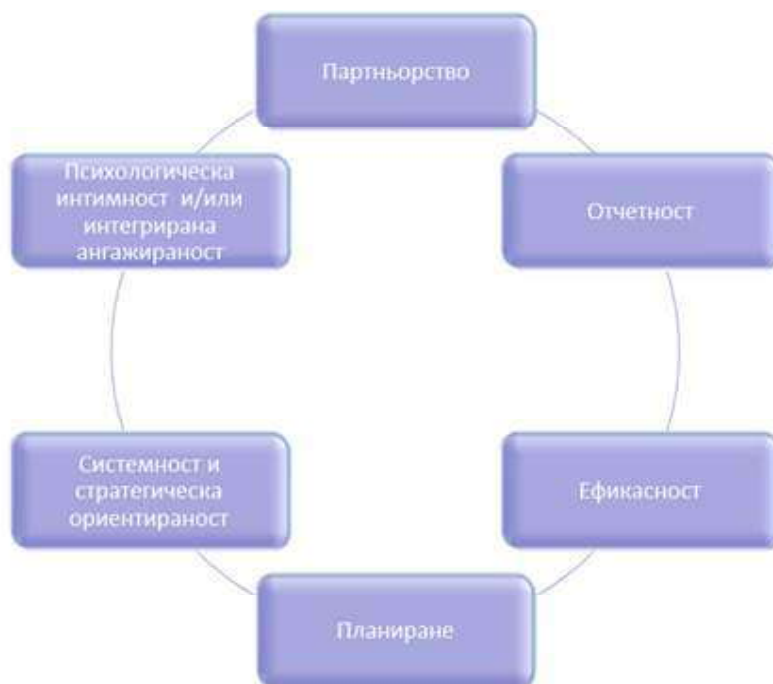 Партньорство
Отчетност
Ефикасност
Планиране
Системност и
стратегическа
ориентираност
Психологическа
интимност и/или
интегрирана
ангажираност